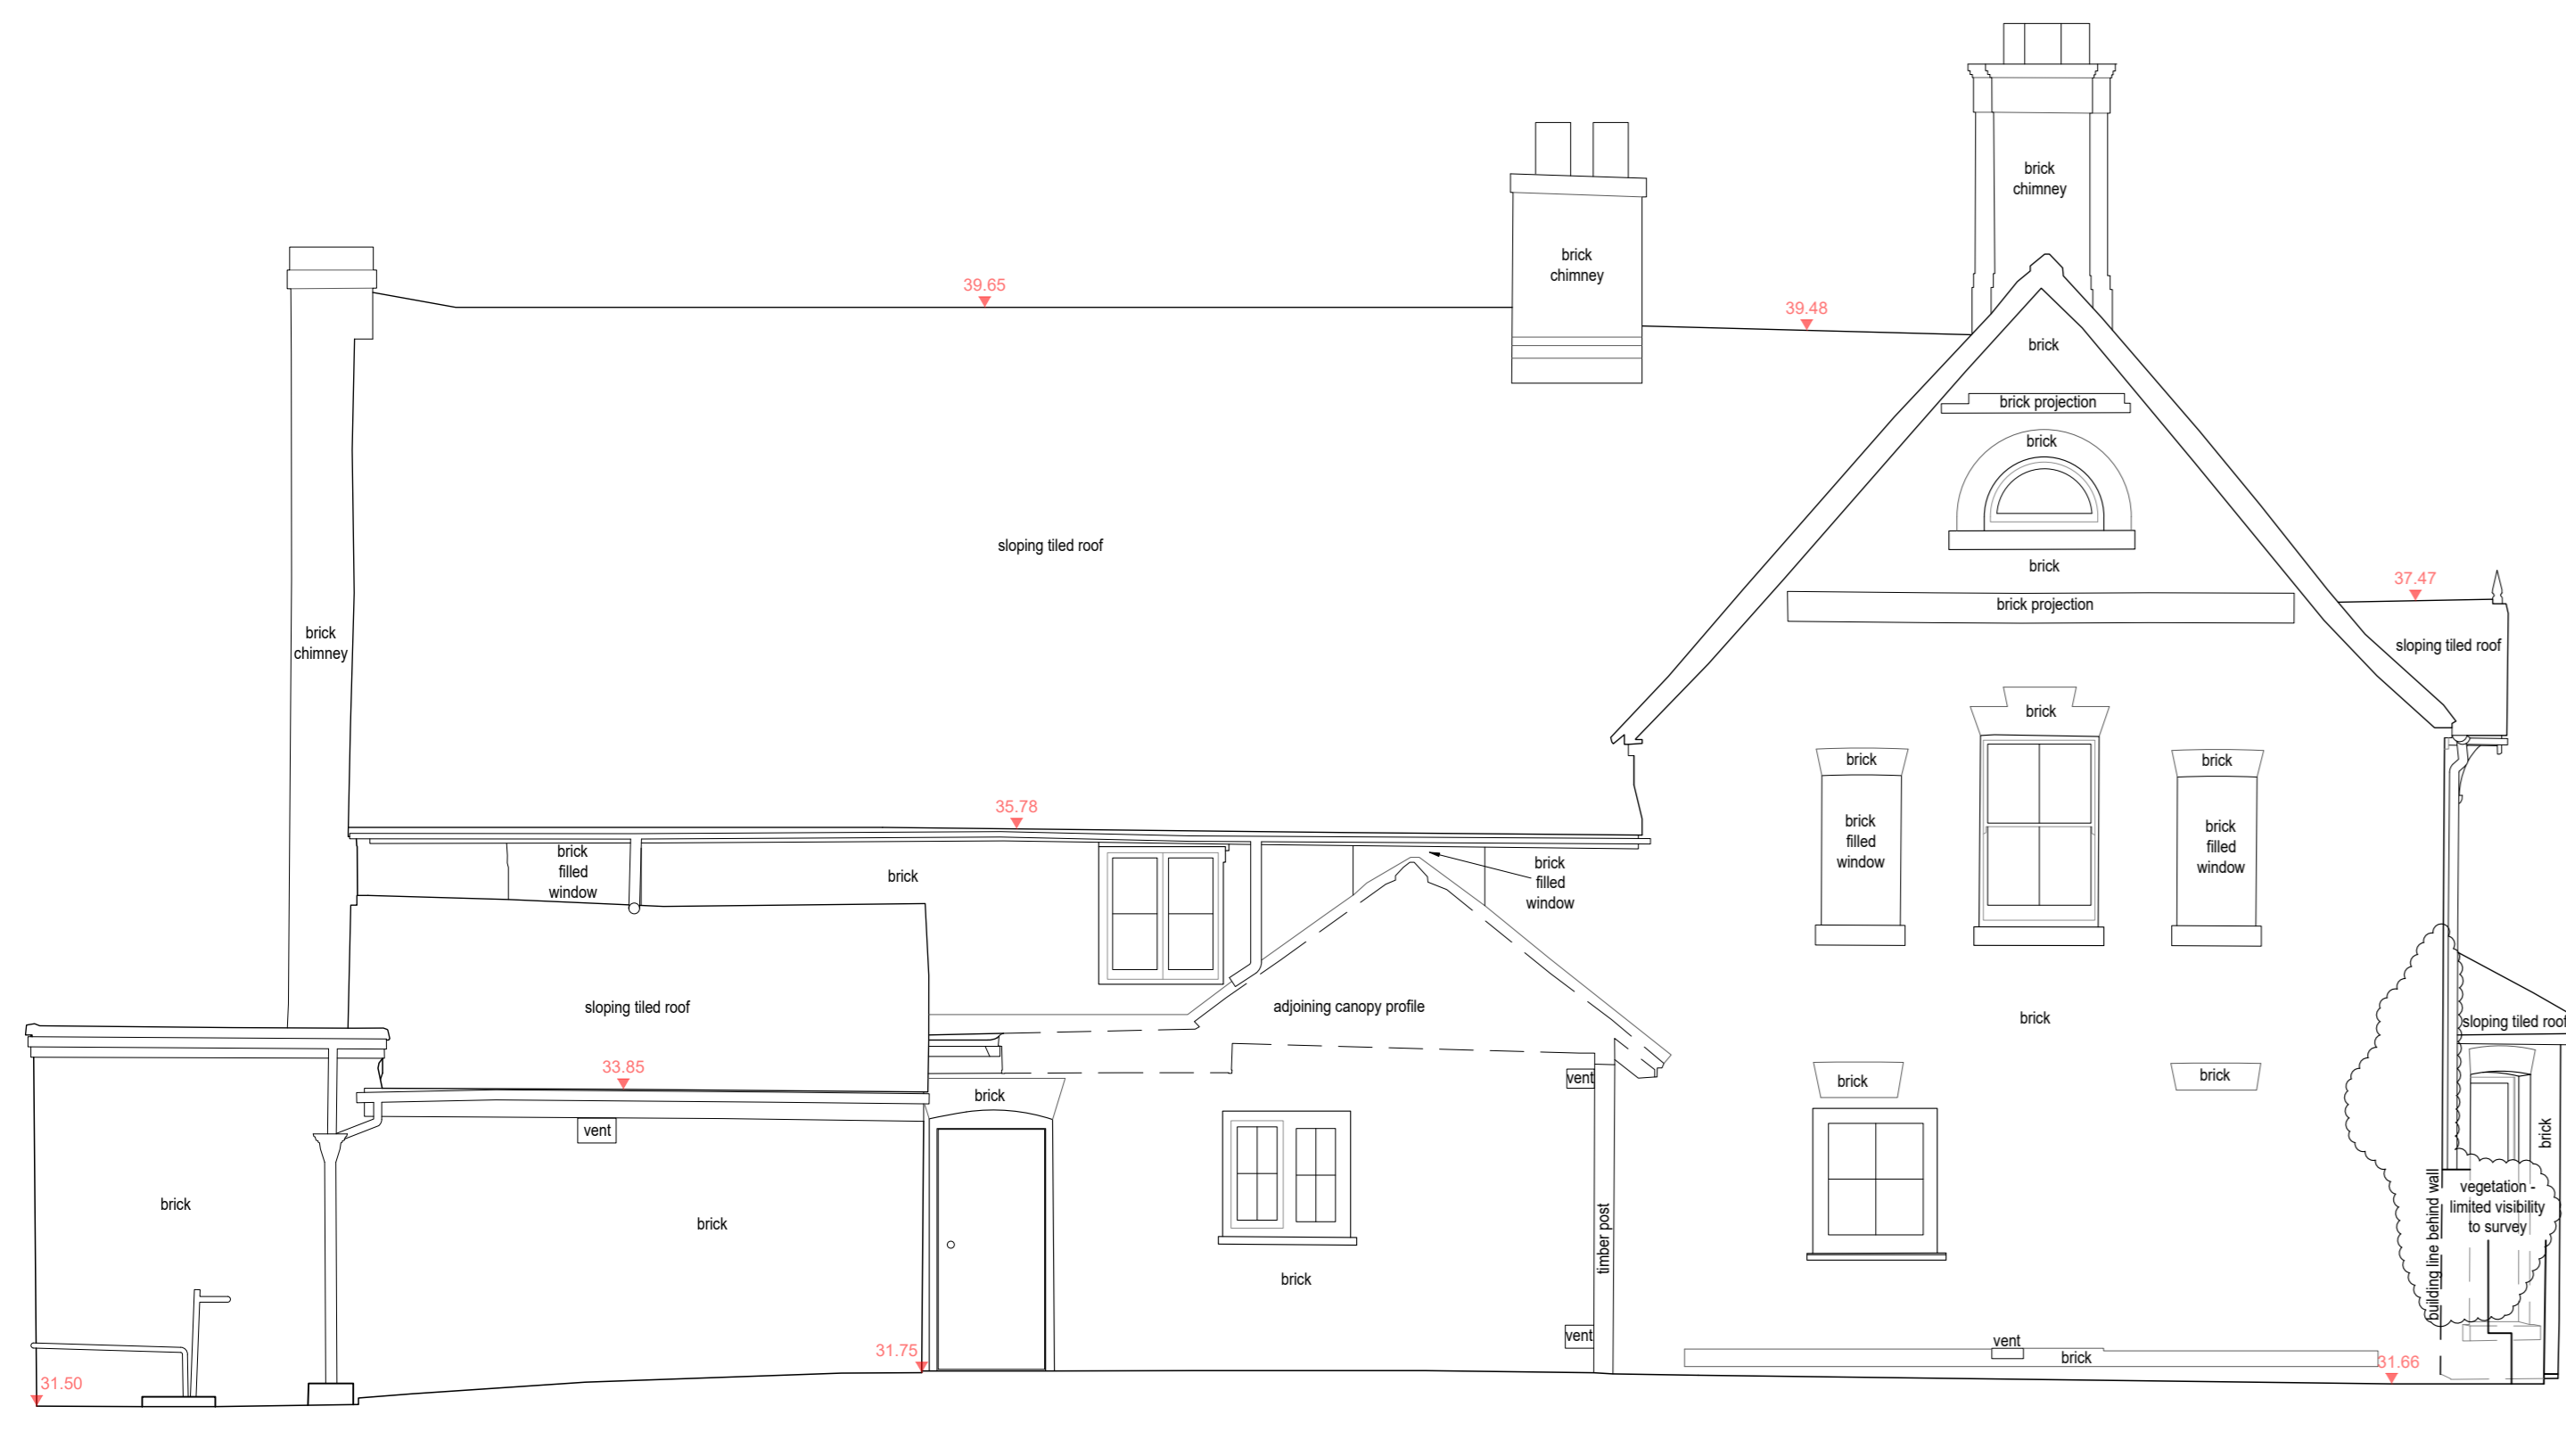 brick
chimney
brick
chimney
39.65
39.48
brick
brick projection
brick
sloping tiled roof
brick
37.47
brick projection
brick
chimney
sloping tiled roof
brick
brick
brick
35.78
brick
filled
window
brick
filled
window
brick
filled
window
brick
brick
filled
window
sloping tiled roof
adjoining canopy profile
brick
sloping tiled roof
33.85
vent
brick
brick
brick
vent
brick
brick
brick
timber post
building line behind wall
vegetation -
limited visibility
to survey
brick
vent
vent
brick
31.75
31.50
31.66